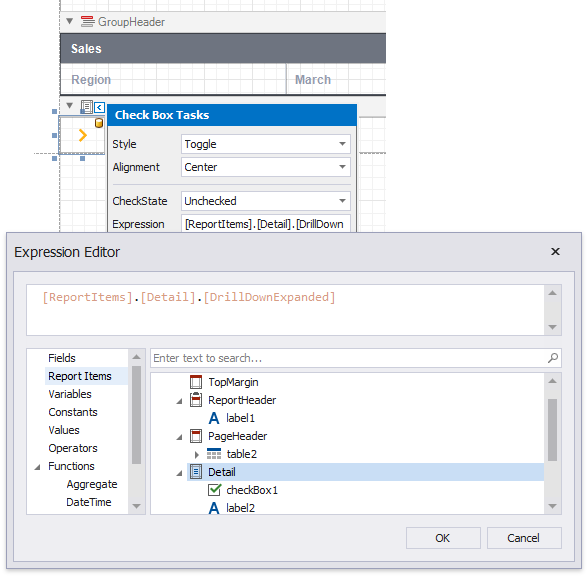 GroupHeader
Sales
Region March
Check Box Tasks
Style Toggle
Alignment Center
CheckState Unchecked
Expression [ReportItems].[Detail].[DrillDown
Expression Editor
[ReportItems].[Detail].[DrillDownExpanded]
Fields
Report Items
Variables
Constants
Values
Operators
Functions
Aggregate
DateTime
Enter text to search...
TopMargin
ReportHeader
label1
PageHeader
table2
Detail
checkBox1
label2
OK Cancel